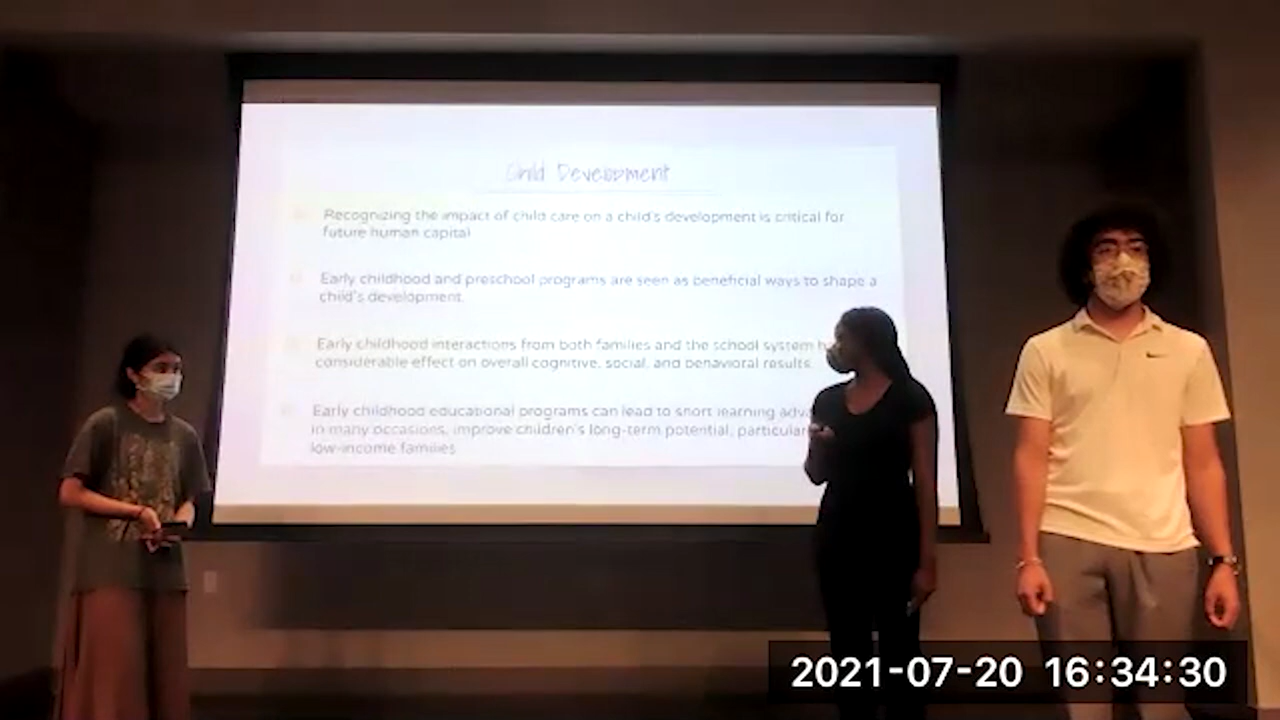 Child Development
Recognizing the impact of child care on a child's development is critical for
future human capital
Early childhood and preschool programs are seen as beneficial ways to shape a
child's development.
Early childhood interactions from both families and the school system
considerable effect on overall cognitive, social, and behavioral results.
Early childhood educational programs can lead to short learning
in many occasions, improve children's long-term potential,
low-income families
2021-07-20 16:34:30